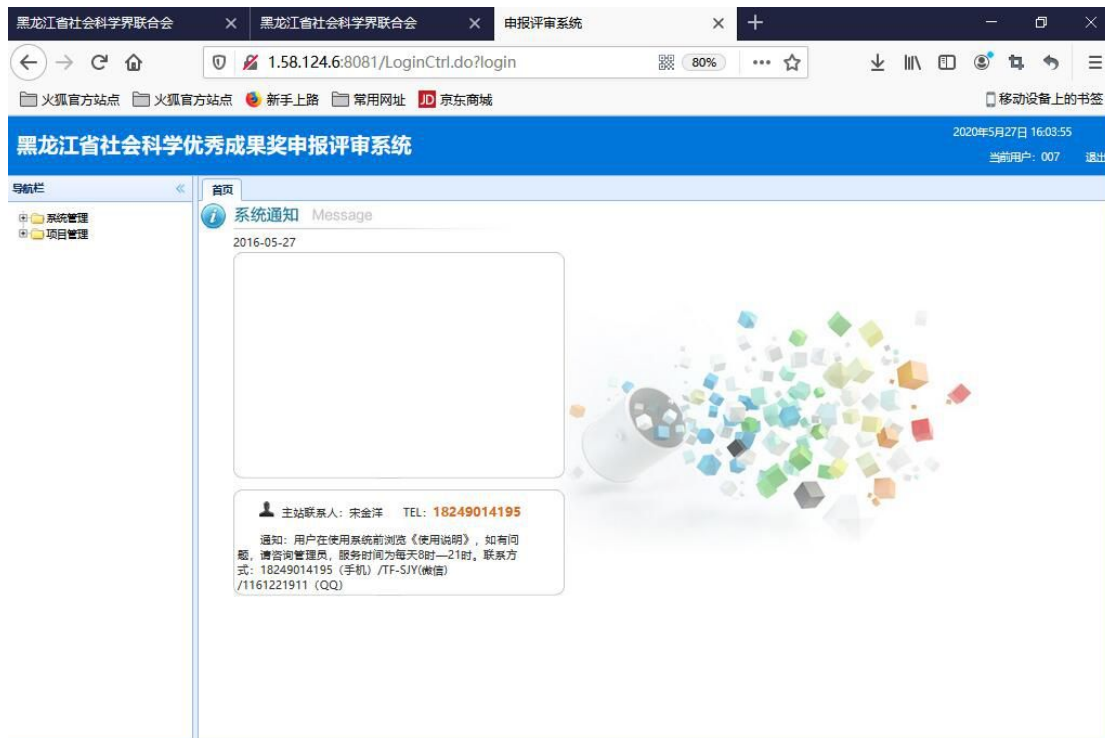 黑龙江省社会科学界联合会
黑龙江省社会科学界联合会
申报评审系统
1.58.124.6:8081/LoginCtrl.do?login
80%
火狐官方站点
火狐官方站点
新手上路
常用网址
JD 京东商城
移动设备上的书签
黑龙江省社会科学优秀成果奖申报评审系统
2020年5月27日 16:03:55
当前用户：007
退出
导航栏
首页
系统管理
项目管理
系统通知 Message
2016-05-27
主站联系人：宋金洋 TEL：18249014195
通知：用户在使用系统前浏览《使用说明》，如有问
题，请咨询管理员，服务时间为每天8时—21时。联系方
式：18249014195（手机）/TF-SJY(微信)
/1161221911（QQ）